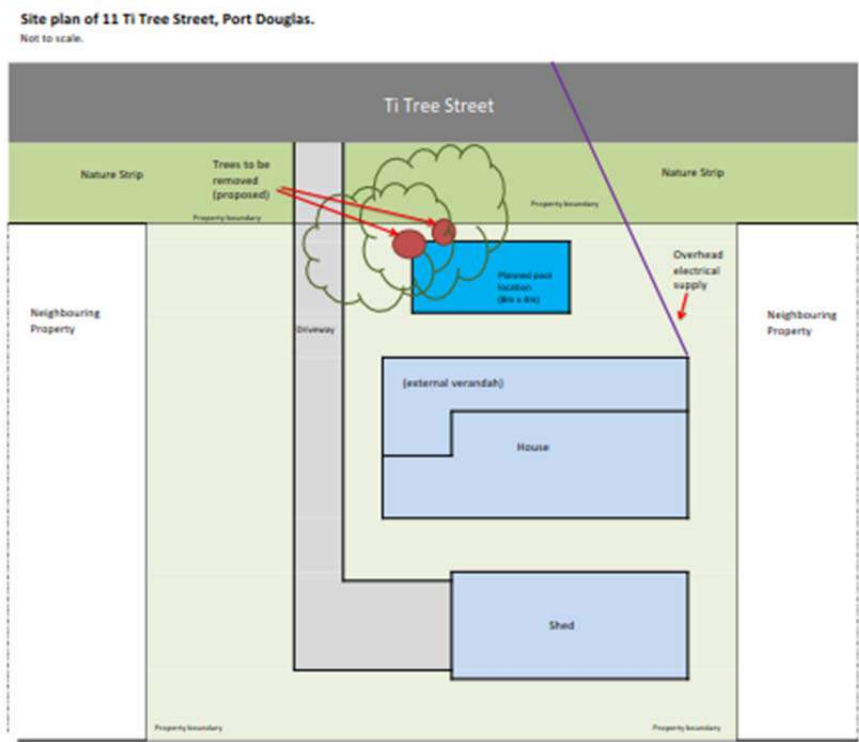 Site plan of 11 Ti Tree Street, Port Douglas.
Not to scale.
Ti Tree Street
Nature Strip
Trees to be
removed
(proposed)
Nature Strip
Property boundary
Property boundary
Overhead
electrical
supply
Planned pool
location
(8m x 4m)
Neighbouring
Property
Neighbouring
Property
Driveway
(external verandah)
House
Shed
Property boundary
Property boundary